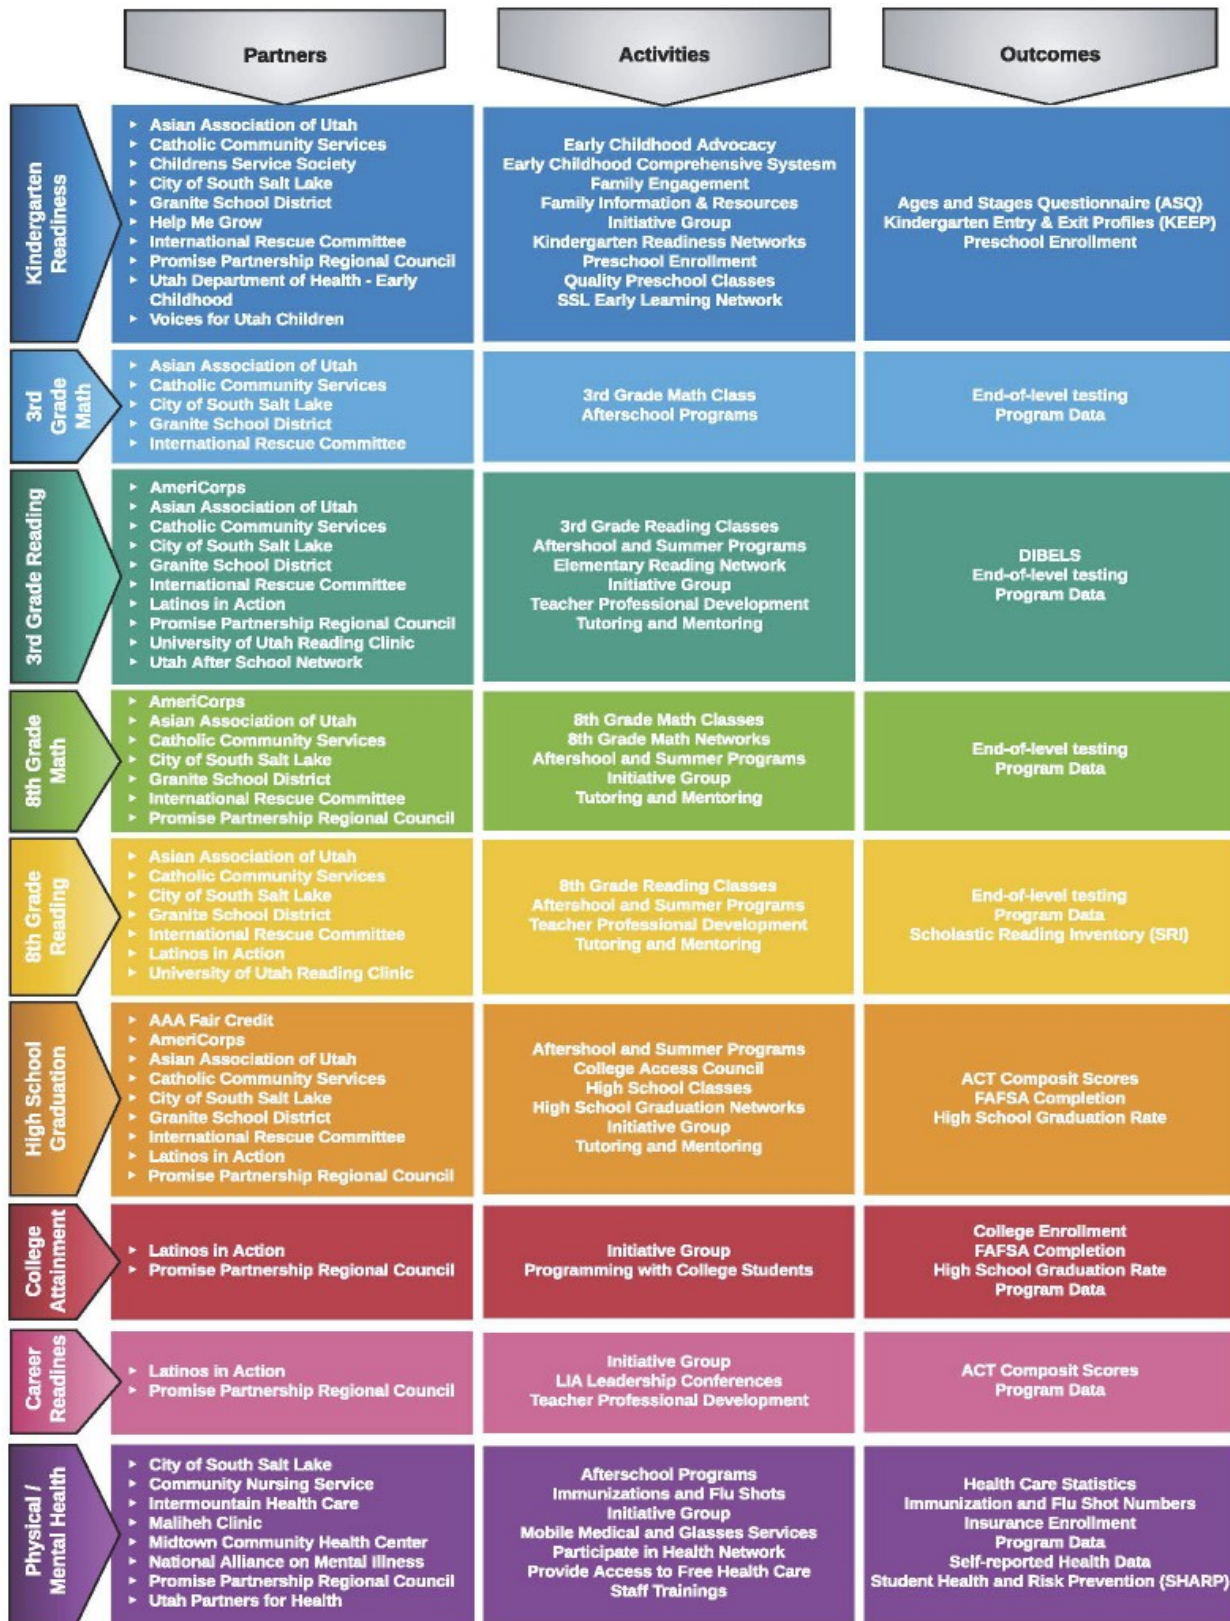 Partners
Activities
Outcomes
Kindergarten
Readiness
▸ Asian Association of Utah
▸ Catholic Community Services
▸ Childrens Service Society
▸ City of South Salt Lake
▸ Granite School District
▸ Help Me Grow
▸ International Rescue Committee
▸ Promise Partnership Regional Council
▸ Utah Department of Health - Early
Childhood
▸ Voices for Utah Children
Early Childhood Advocacy
Early Childhood Comprehensive Systesm
Family Engagement
Family Information & Resources
Initiative Group
Kindergarten Readiness Networks
Preschool Enrollment
Quality Preschool Classes
SSL Early Learning Network
Ages and Stages Questionnaire (ASQ)
Kindergarten Entry & Exit Profiles (KEEP)
Preschool Enrollment
3rd
Grade
Math
▸ Asian Association of Utah
▸ Catholic Community Services
▸ City of South Salt Lake
▸ Granite School District
▸ International Rescue Committee
3rd Grade Math Class
Afterschool Programs
End-of-level testing
Program Data
3rd Grade Reading
▸ AmeriCorps
▸ Asian Association of Utah
▸ Catholic Community Services
▸ City of South Salt Lake
▸ Granite School District
▸ International Rescue Committee
▸ Latinos in Action
▸ Promise Partnership Regional Council
▸ University of Utah Reading Clinic
▸ Utah After School Network
3rd Grade Reading Classes
Aftershool and Summer Programs
Elementary Reading Network
Initiative Group
Teacher Professional Development
Tutoring and Mentoring
DIBELS
End-of-level testing
Program Data
8th Grade
Math
▸ AmeriCorps
▸ Asian Association of Utah
▸ Catholic Community Services
▸ City of South Salt Lake
▸ Granite School District
▸ International Rescue Committee
▸ Promise Partnership Regional Council
8th Grade Math Classes
8th Grade Math Networks
Aftershool and Summer Programs
Initiative Group
Tutoring and Mentoring
End-of-level testing
Program Data
8th Grade
Reading
▸ Asian Association of Utah
▸ Catholic Community Services
▸ City of South Salt Lake
▸ Granite School District
▸ International Rescue Committee
▸ Latinos in Action
▸ University of Utah Reading Clinic
8th Grade Reading Classes
Aftershool and Summer Programs
Teacher Professional Development
Tutoring and Mentoring
End-of-level testing
Program Data
Scholastic Reading Inventory (SRI)
High School
Graduation
▸ AAA Fair Credit
▸ AmeriCorps
▸ Asian Association of Utah
▸ Catholic Community Services
▸ City of South Salt Lake
▸ Granite School District
▸ International Rescue Committee
▸ Latinos in Action
▸ Promise Partnership Regional Council
Aftershool and Summer Programs
College Access Council
High School Classes
High School Graduation Networks
Initiative Group
Tutoring and Mentoring
ACT Composit Scores
FAFSA Completion
High School Graduation Rate
College
Attainment
▸ Latinos in Action
▸ Promise Partnership Regional Council
Initiative Group
Programming with College Students
College Enrollment
FAFSA Completion
High School Graduation Rate
Program Data
Career
Readines
▸ Latinos in Action
▸ Promise Partnership Regional Council
Initiative Group
LIA Leadership Conferences
Teacher Professional Development
ACT Composit Scores
Program Data
Physical /
Mental Health
▸ City of South Salt Lake
▸ Community Nursing Service
▸ Intermountain Health Care
▸ Maliheh Clinic
▸ Midtown Community Health Center
▸ National Alliance on Mental Illness
▸ Promise Partnership Regional Council
▸ Utah Partners for Health
Afterschool Programs
Immunizations and Flu Shots
Initiative Group
Mobile Medical and Glasses Services
Participate in Health Network
Provide Access to Free Health Care
Staff Trainings
Health Care Statistics
Immunization and Flu Shot Numbers
Insurance Enrollment
Program Data
Self-reported Health Data
Student Health and Risk Prevention (SHARP)